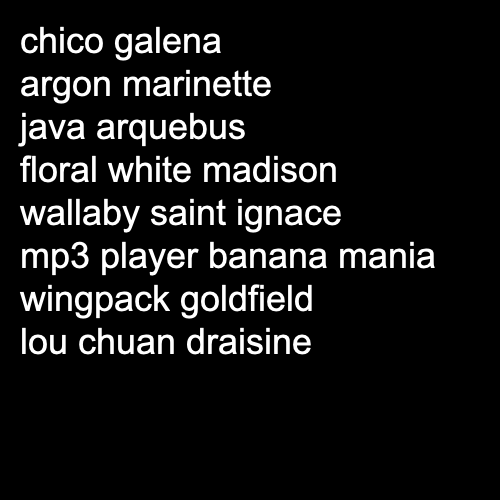 chico galena
argon marinette
java arquebus
floral white madison
wallaby saint ignace
mp3 player banana mania
wingpack goldfield
lou chuan draisine